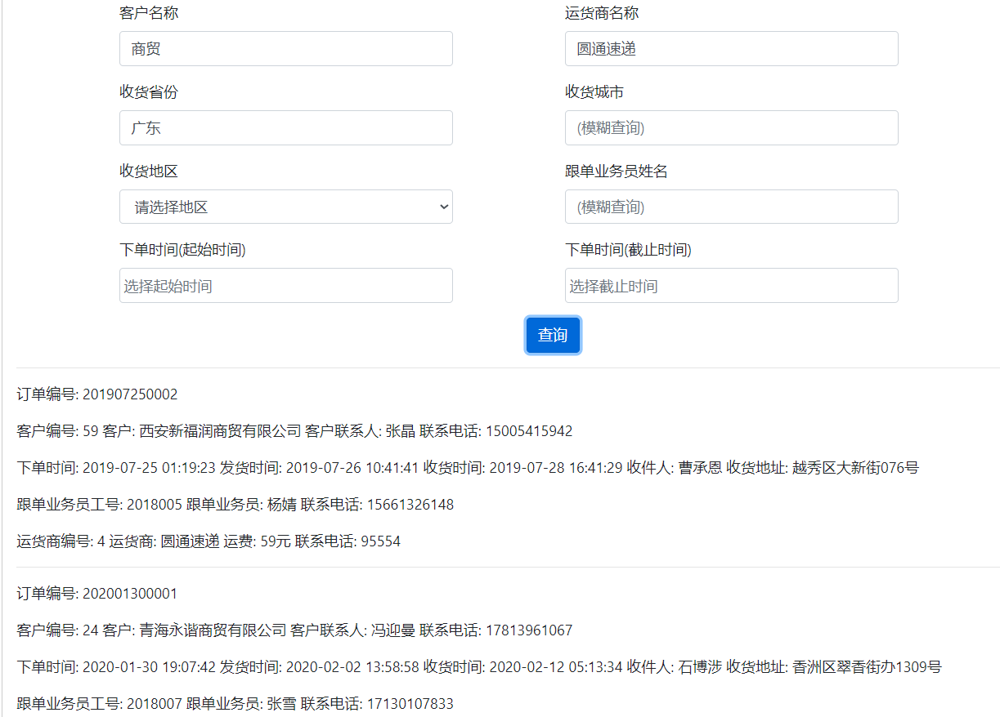 客户名称 运货商名称
商贸 圆通速递
收货省份 收货城市
广东 (模糊查询)
收货地区 跟单业务员姓名
请选择地区 (模糊查询)
下单时间(起始时间) 下单时间(截止时间)
选择起始时间 选择截止时间
查询
订单编号: 201907250002
客户编号: 59 客户: 西安新福润商贸有限公司 客户联系人: 张晶 联系电话: 15005415942
下单时间: 2019-07-25 01:19:23 发货时间: 2019-07-26 10:41:41 收货时间: 2019-07-28 16:41:29 收件人: 曹承恩 收货地址: 越秀区大新街076号
跟单业务员工号: 2018005 跟单业务员: 杨婧 联系电话: 15661326148
运货商编号: 4 运货商: 圆通速递 运费: 59元 联系电话: 95554
订单编号: 202001300001
客户编号: 24 客户: 青海永谐商贸有限公司 客户联系人: 冯迎曼 联系电话: 17813961067
下单时间: 2020-01-30 19:07:42 发货时间: 2020-02-02 13:58:58 收货时间: 2020-02-12 05:13:34 收件人: 石博涉 收货地址: 香洲区翠香街办1309号
跟单业务员工号: 2018007 跟单业务员: 张雪 联系电话: 17130107833